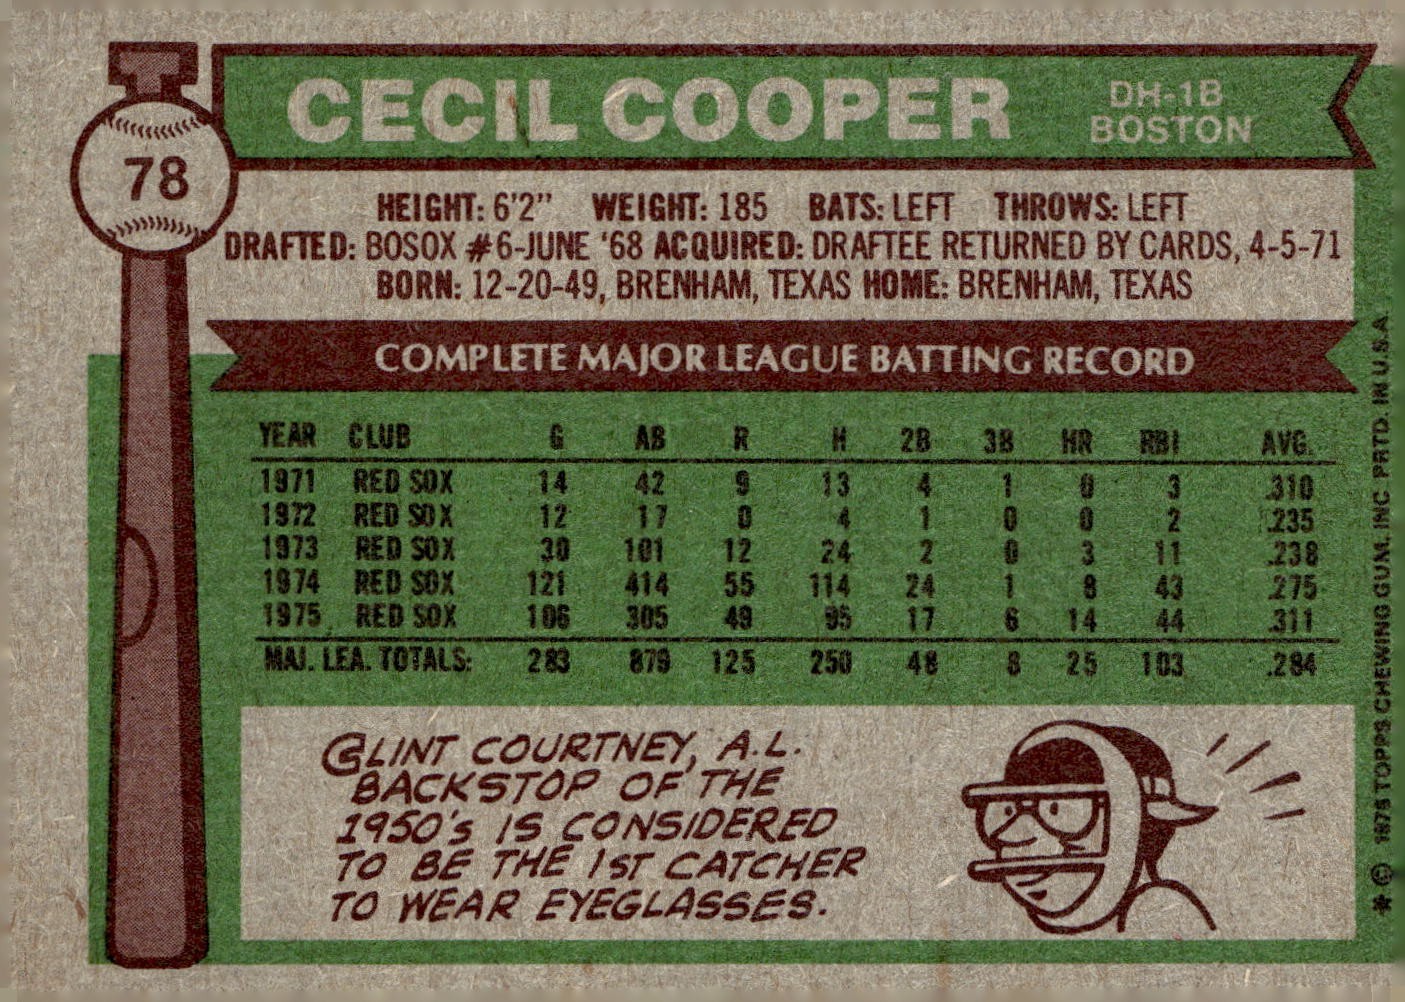 CECIL COOPER
DH-1B
BOSTON
78
HEIGHT: 6'2" WEIGHT: 185 BATS: LEFT THROWS: LEFT
DRAFTED: BOSOX #6-JUNE '68 ACQUIRED: DRAFTEE RETURNED BY CARDS, 4-5-71
BORN: 12-20-49, BRENHAM, TEXAS HOME: BRENHAM, TEXAS
COMPLETE MAJOR LEAGUE BATTING RECORD
YEAR CLUB G AB R H 2B 3B HR RBI AVG.
1971 RED SOX 14 42 9 13 4 1 0 3 .310
1972 RED SOX 12 17 0 4 1 0 0 2 .235
1973 RED SOX 30 101 12 24 2 0 3 11 .238
1974 RED SOX 121 414 55 114 24 1 8 43 .275
1975 RED SOX 106 305 49 95 17 6 14 44 .311
MAJ. LEA. TOTALS: 283 879 125 250 48 8 25 103 .284
CLINT COURTNEY, A.L.
BACKSTOP OF THE
1950's IS CONSIDERED
TO BE THE 1ST CATCHER
TO WEAR EYEGLASSES.
* © 1976 TOPPS CHEWING GUM, INC. PRTD. IN U.S.A.